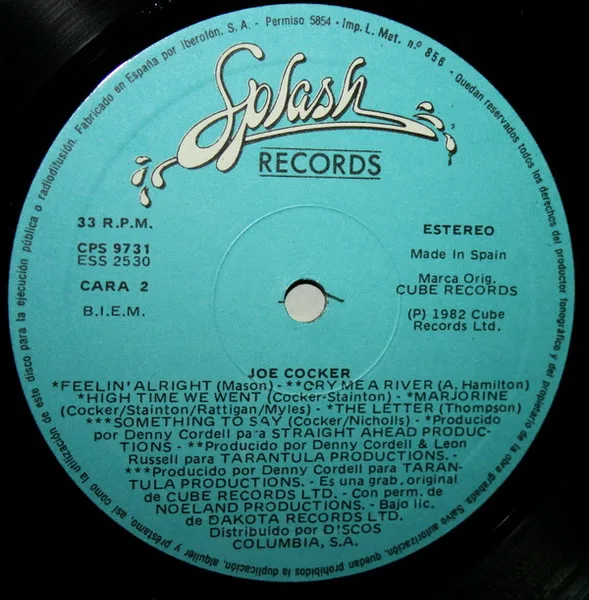 Fabricado en España por Iberofón, S. A. - Permiso 5854 - Imp. L. Met. n.º 856 - Quedan reservados todos los derechos del productor fonográfico y del propietario de la obra grabada. Salvo autorización, quedan prohibidos la duplicación, alquiler y préstamo, así como la utilización de este disco para la ejecución pública o radiodifusión.
Splash
RECORDS
33 R.P.M.
CPS 9731
ESS 2530
CARA 2
B.I.E.M.
ESTEREO
Made In Spain
Marca Orig.
CUBE RECORDS
(P) 1982 Cube
Records Ltd.
JOE COCKER
*FEELIN'ALRIGHT (Mason) - **CRY ME A RIVER (A. Hamilton)
*HIGH TIME WE WENT (Cocker-Stainton) - *MARJORINE
(Cocker/Stainton/Rattigan/Myles) - *THE LETTER (Thompson)
***SOMETHING TO SAY (Cocker/Nicholls) - *Producido
por Denny Cordell para STRAIGHT AHEAD PRODUC-
TIONS - **Producido por Denny Cordell & Leon
Russell para TARANTULA PRODUCTIONS. -
***Producido por Denny Cordell para TARAN-
TULA PRODUCTIONS. - Es una grab. original
de CUBE RECORDS LTD. - Con perm. de
NOELAND PRODUCTIONS. - Bajo lic.
de DAKOTA RECORDS LTD.
Distribuido por DISCOS
COLUMBIA, S.A.